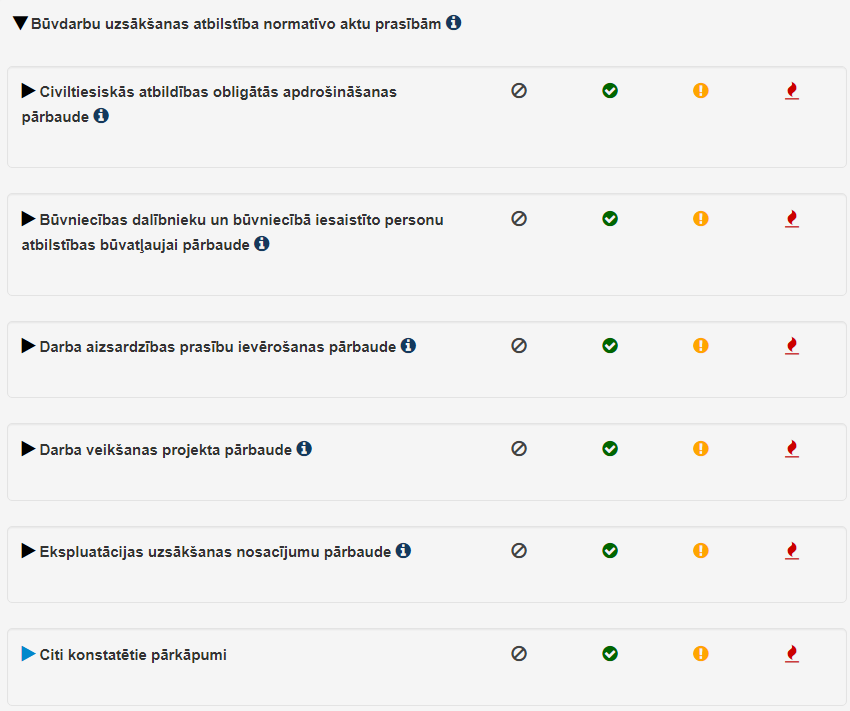 Būvdarbu uzsākšanas atbilstība normatīvo aktu prasībām
Civiltiesiskās atbildības obligātās apdrošināšanas
pārbaude
Būvniecības dalībnieku un būvniecībā iesaistīto personu
atbilstības būvatļaujai pārbaude
Darba aizsardzības prasību ievērošanas pārbaude
Darba veikšanas projekta pārbaude
Ekspluatācijas uzsākšanas nosacījumu pārbaude
Citi konstatētie pārkāpumi